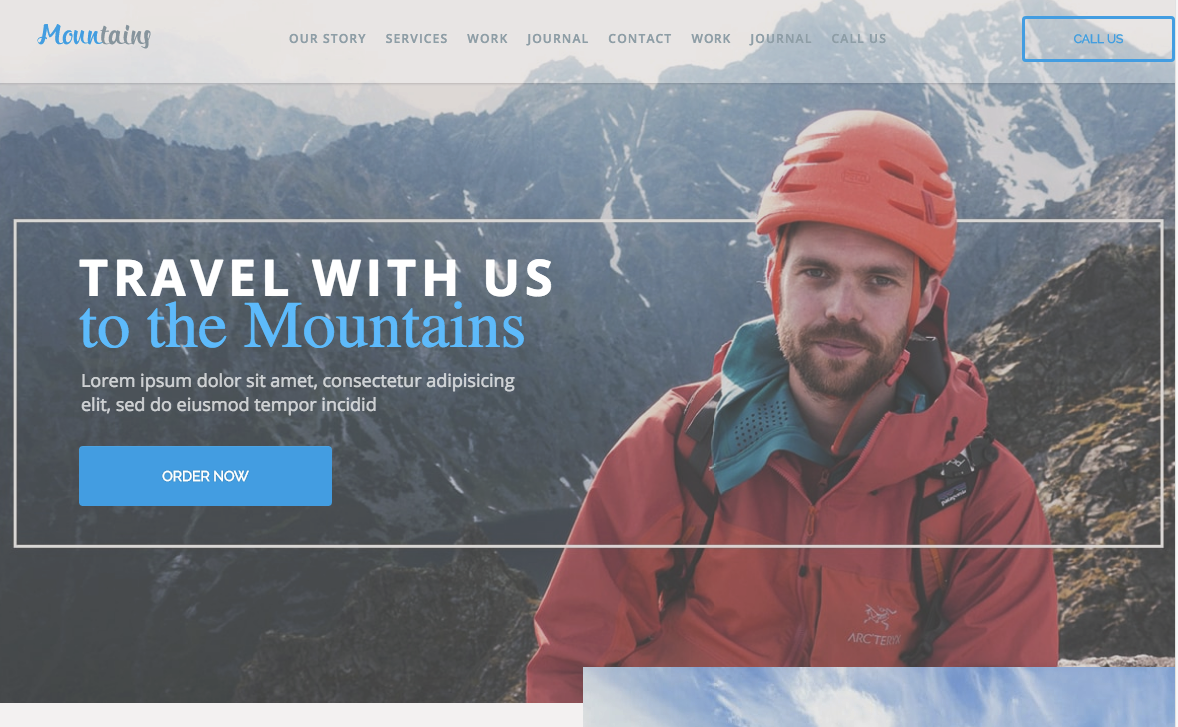 Mountains
OUR STORY SERVICES WORK JOURNAL CONTACT WORK JOURNAL CALL US
CALL US
TRAVEL WITH US
to the Mountains
Lorem ipsum dolor sit amet, consectetur adipisicing
elit, sed do eiusmod tempor incidid
ORDER NOW
patagonia
ARC'TERYX